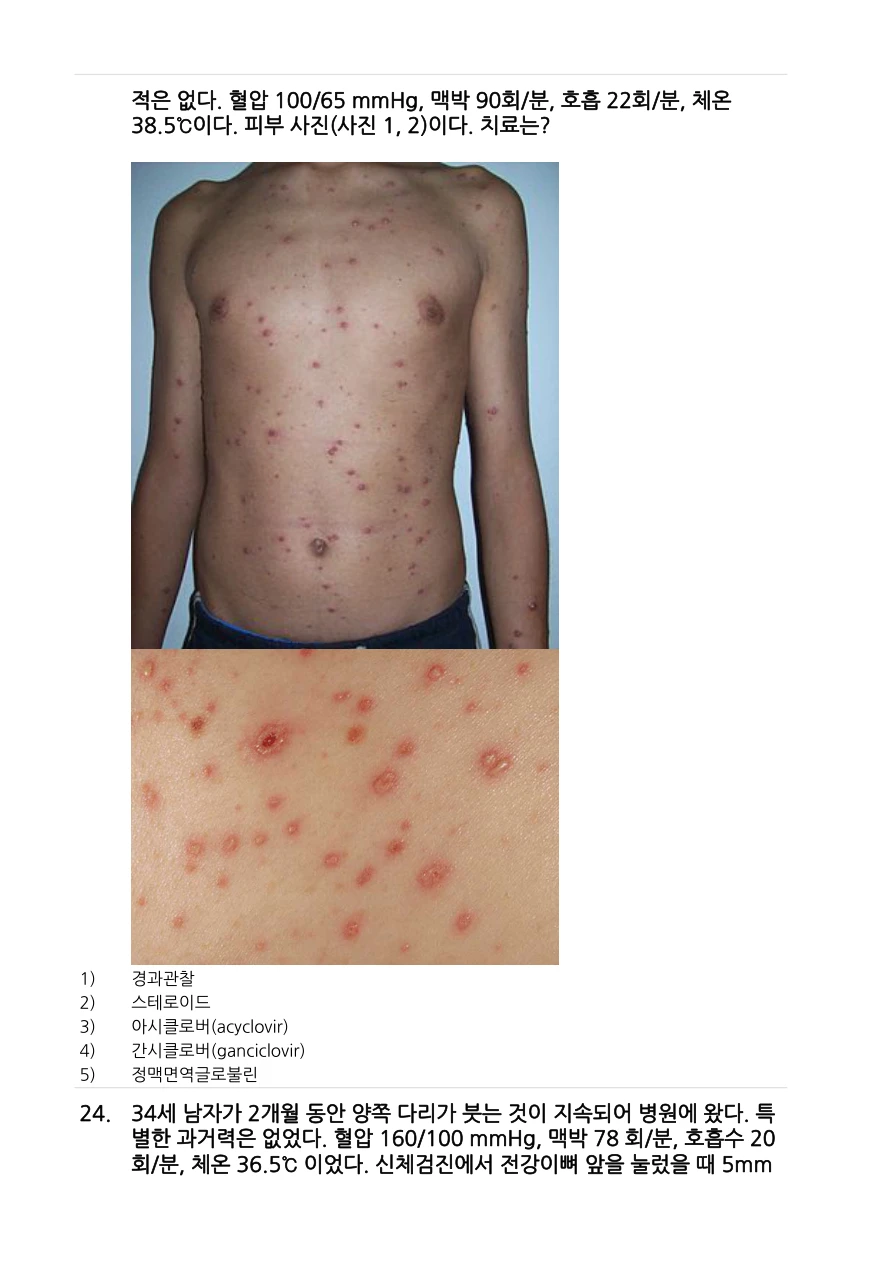 적은 없다. 혈압 100/65 mmHg, 맥박 90회/분, 호흡 22회/분, 체온
38.5℃이다. 피부 사진(사진 1, 2)이다. 치료는?
1) 경과관찰
2) 스테로이드
3) 아시클로버(acyclovir)
4) 간시클로버(ganciclovir)
5) 정맥면역글로불린
24. 34세 남자가 2개월 동안 양쪽 다리가 붓는 것이 지속되어 병원에 왔다. 특
별한 과거력은 없었다. 혈압 160/100 mmHg, 맥박 78 회/분, 호흡수 20
회/분, 체온 36.5℃ 이었다. 신체검진에서 전강이뼈 앞을 눌렀을 때 5mm